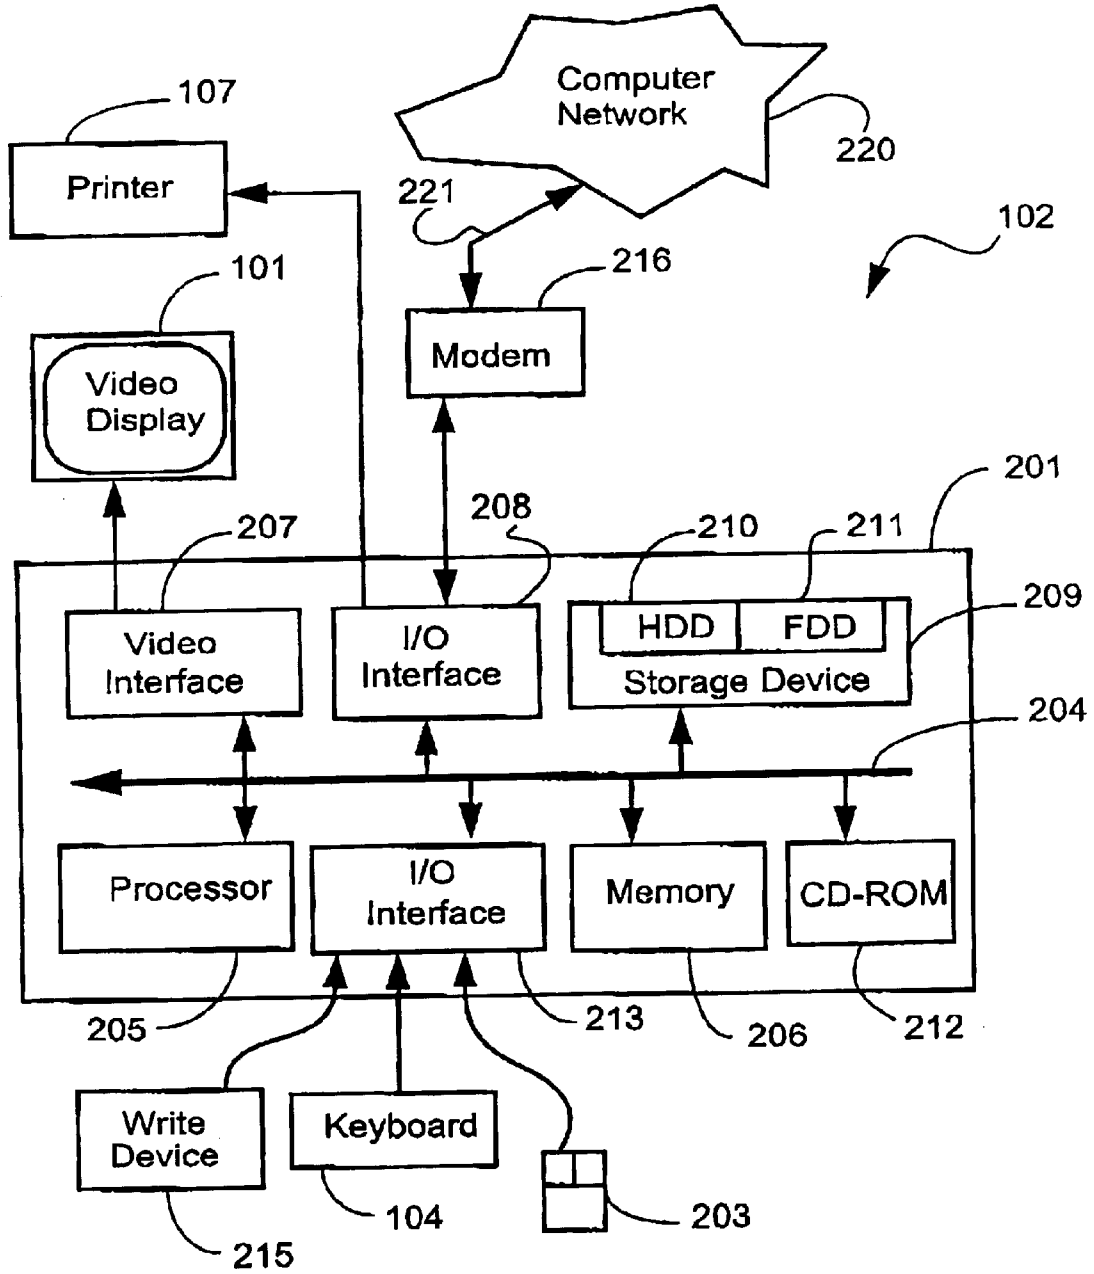 Computer
Network
107
220
Printer
221
102
101
216
Video
Display
Modem
201
207
208
210
211
209
Video
Interface
I/O
Interface
HDD
FDD
Storage Device
204
Processor
I/O
Interface
Memory
CD-ROM
205
213
206
212
Write
Device
Keyboard
104
203
215